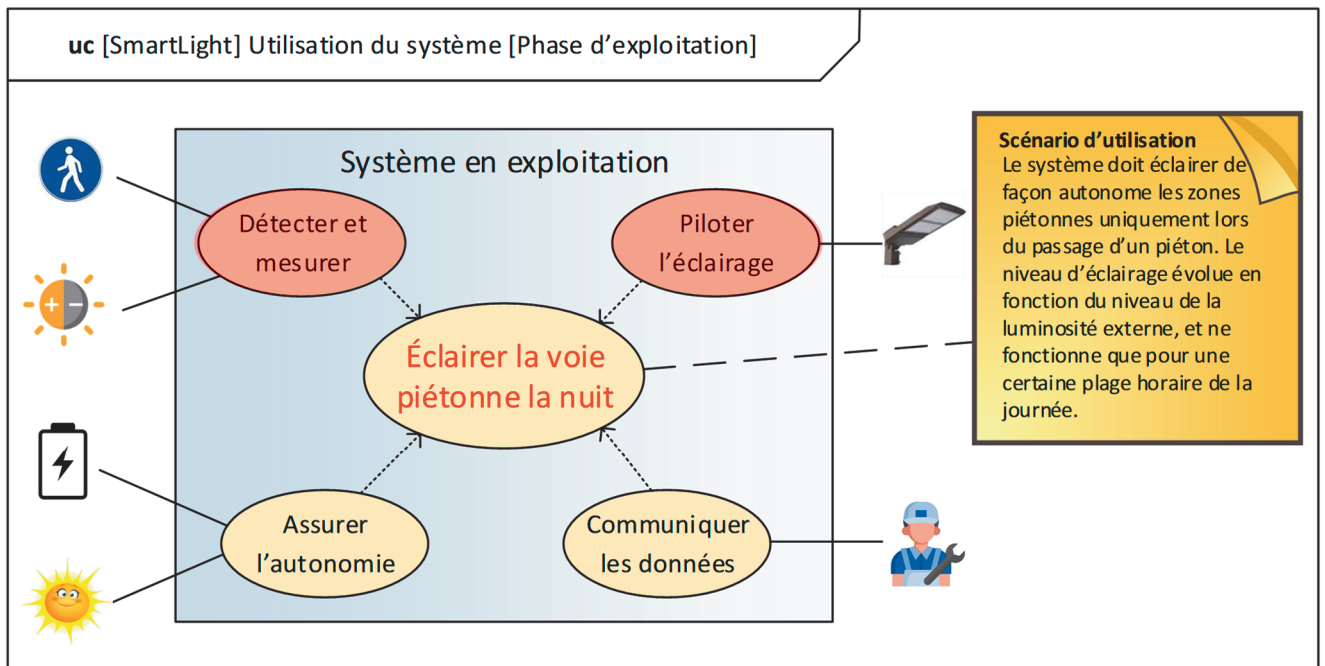 uc [SmartLight] Utilisation du système [Phase d’exploitation]
Système en exploitation
Détecter et
mesurer
Piloter
l’éclairage
Éclairer la voie
piétonne la nuit
Assurer
l’autonomie
Communiquer
les données
Scénario d’utilisation
Le système doit éclairer de
façon autonome les zones
piétonnes uniquement lors
du passage d’un piéton. Le
niveau d’éclairage évolue en
fonction du niveau de la
luminosité externe, et ne
fonctionne que pour une
certaine plage horaire de la
journée.